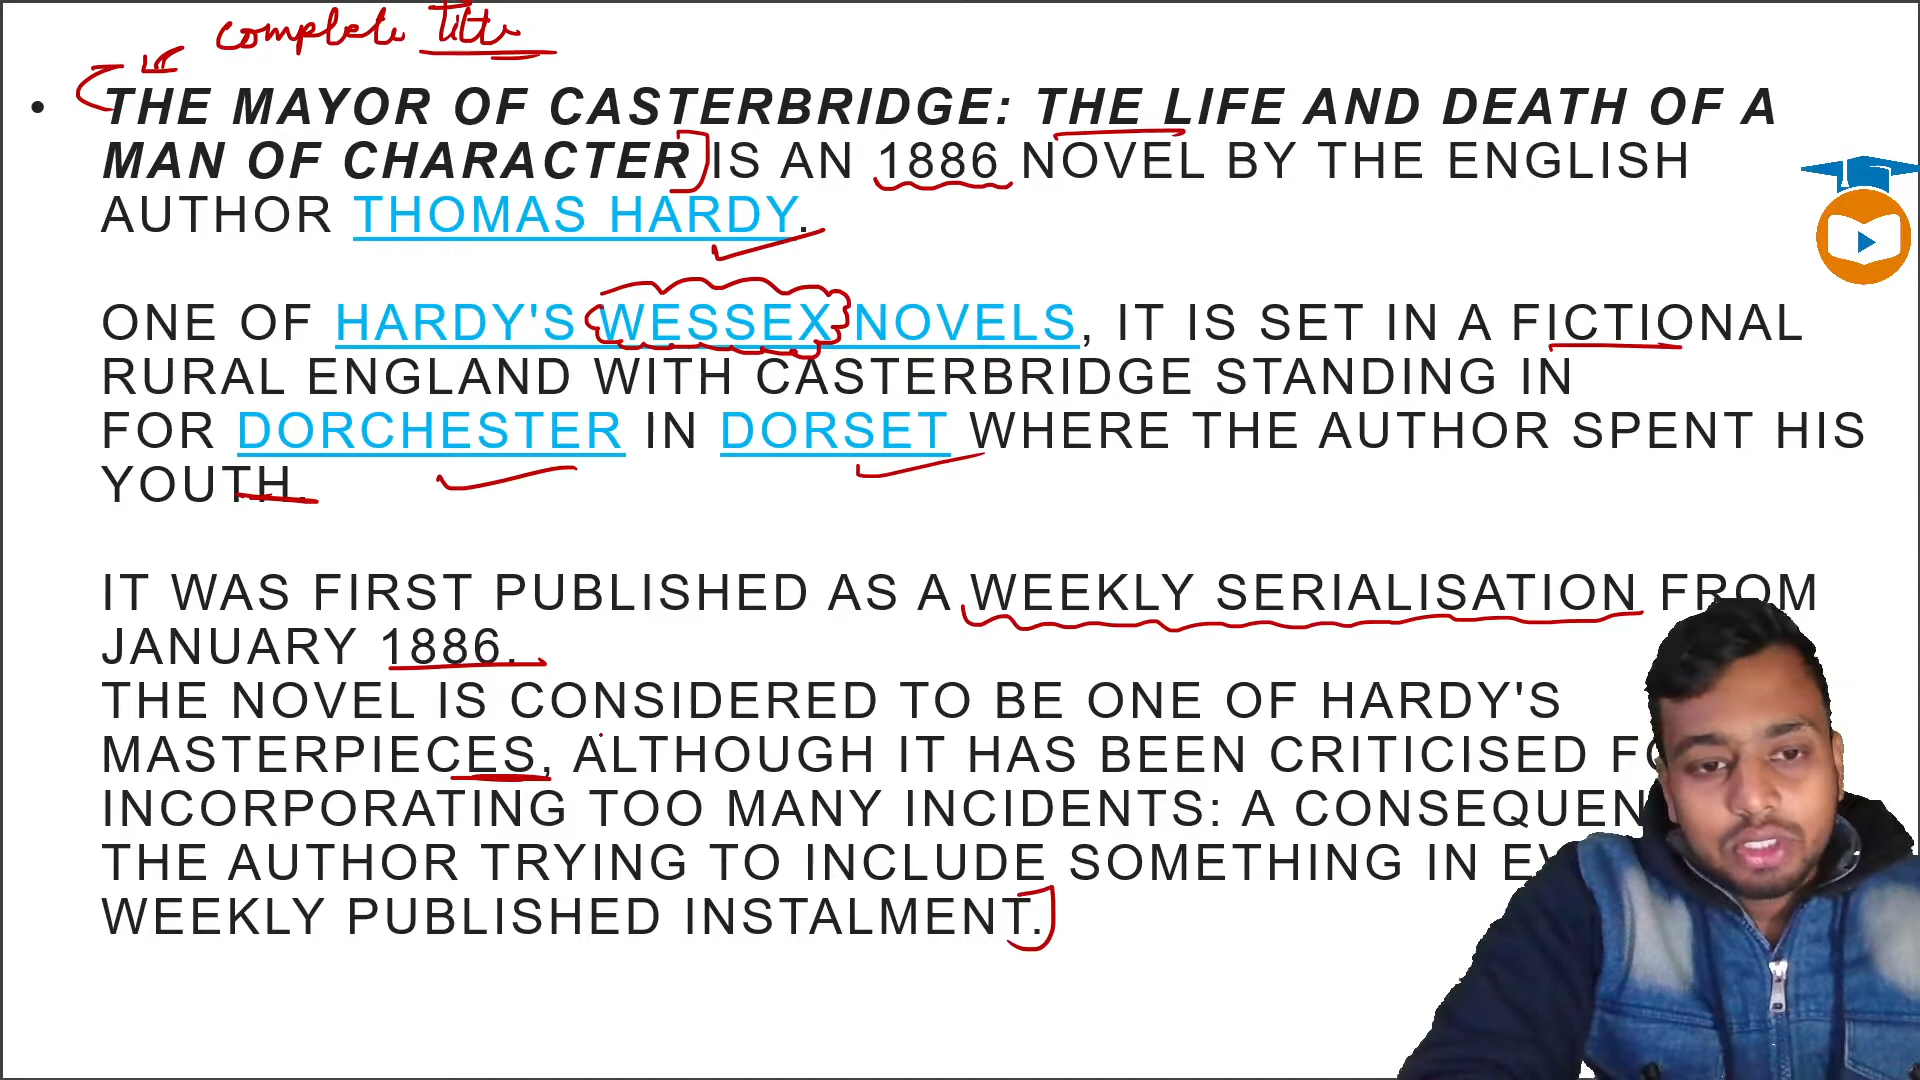 complete title
• THE MAYOR OF CASTERBRIDGE: THE LIFE AND DEATH OF A
MAN OF CHARACTER IS AN 1886 NOVEL BY THE ENGLISH
AUTHOR THOMAS HARDY.
ONE OF HARDY'S WESSEX NOVELS, IT IS SET IN A FICTIONAL
RURAL ENGLAND WITH CASTERBRIDGE STANDING IN
FOR DORCHESTER IN DORSET WHERE THE AUTHOR SPENT HIS
YOUTH.
IT WAS FIRST PUBLISHED AS A WEEKLY SERIALISATION FROM
JANUARY 1886.
THE NOVEL IS CONSIDERED TO BE ONE OF HARDY'S
MASTERPIECES, ALTHOUGH IT HAS BEEN CRITICISED
INCORPORATING TOO MANY INCIDENTS: A
THE AUTHOR TRYING TO INCLUDE SOMETHING IN
WEEKLY PUBLISHED INSTALMENT.